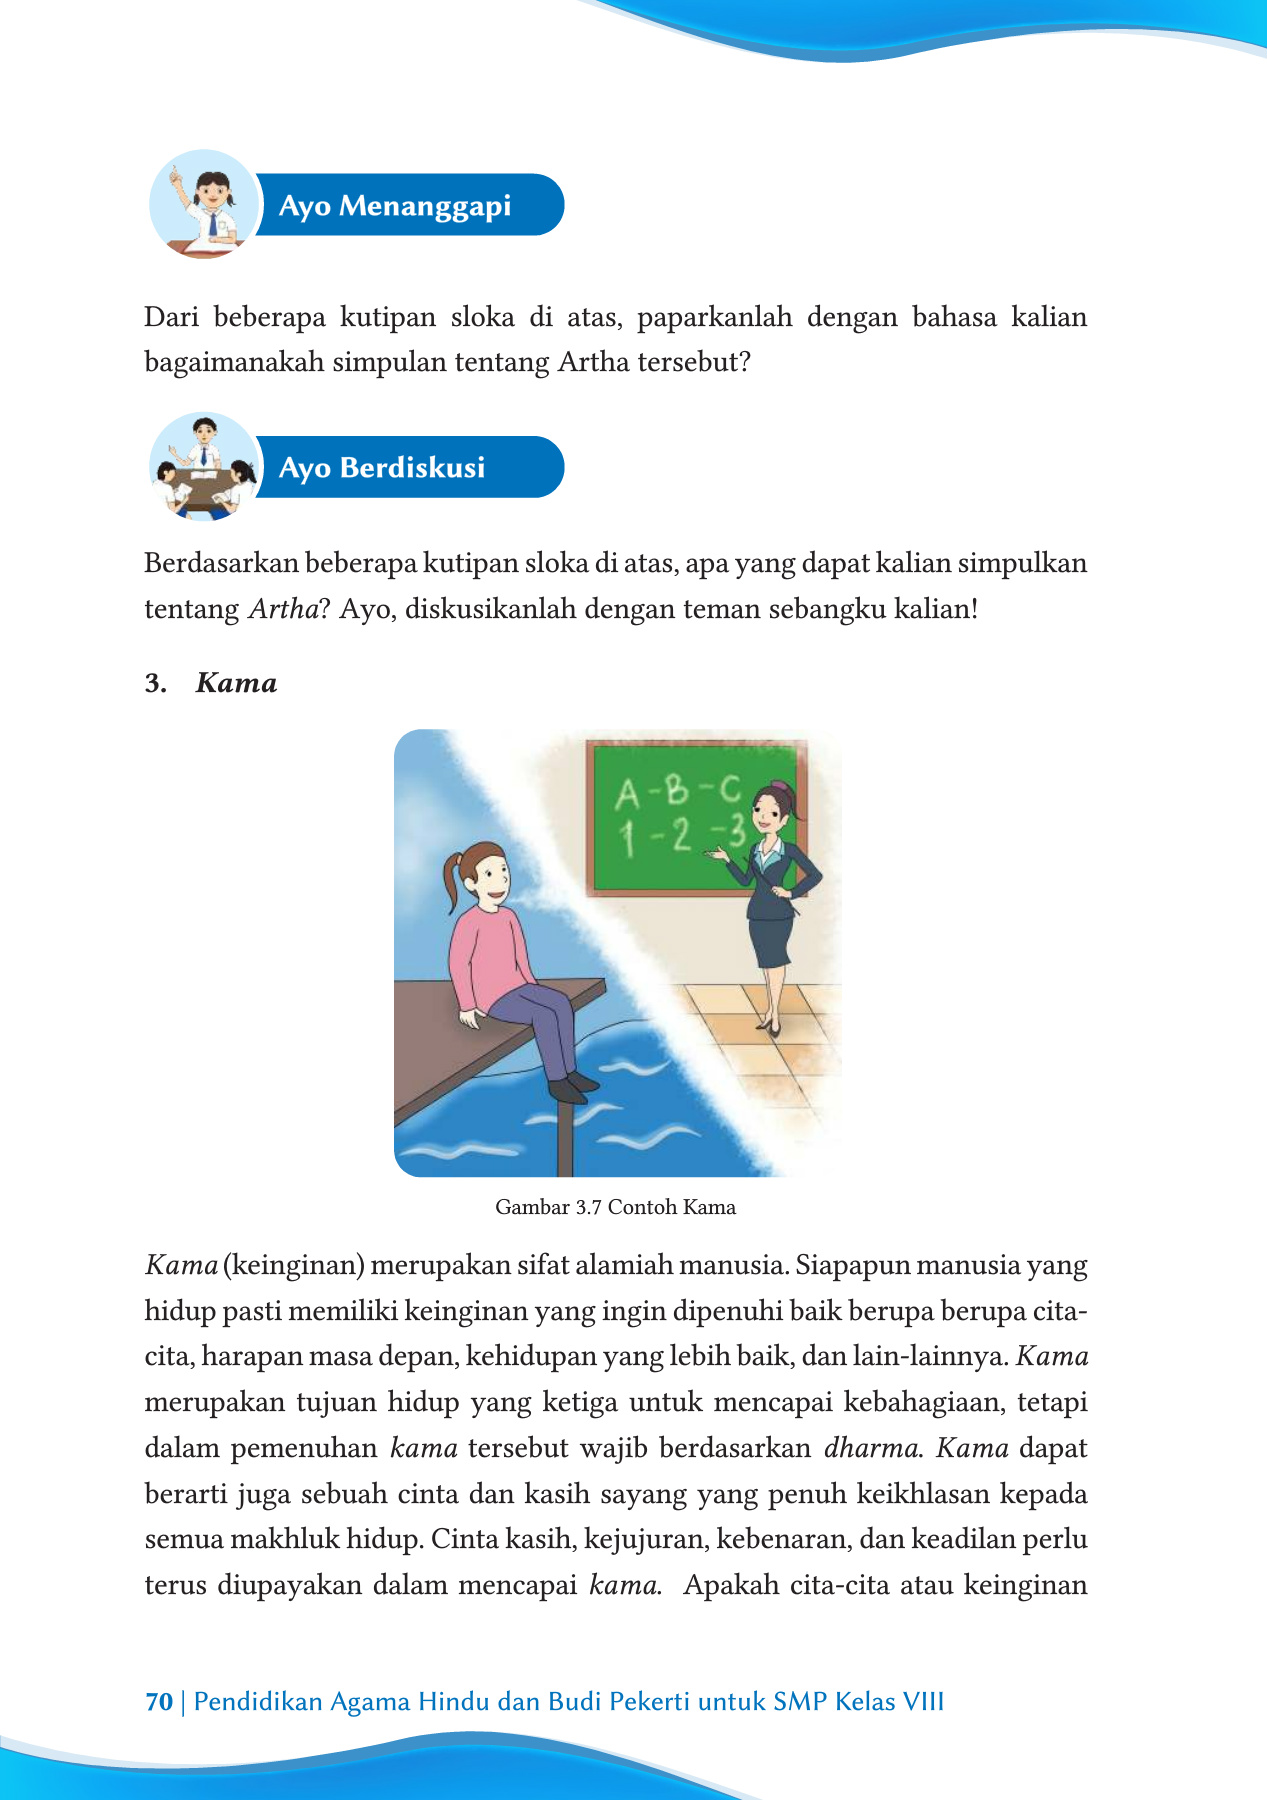 Ayo Menanggapi
Dari beberapa kutipan sloka di atas, paparkanlah dengan bahasa kalian
bagaimanakah simpulan tentang Artha tersebut?
Ayo Berdiskusi
Berdasarkan beberapa kutipan sloka di atas, apa yang dapat kalian simpulkan
tentang Artha? Ayo, diskusikanlah dengan teman sebangku kalian!
3. Kama
A - B - C
1 - 2 - 3
Gambar 3.7 Contoh Kama
Kama (keinginan) merupakan sifat alamiah manusia. Siapapun manusia yang
hidup pasti memiliki keinginan yang ingin dipenuhi baik berupa berupa cita-
cita, harapan masa depan, kehidupan yang lebih baik, dan lain-lainnya. Kama
merupakan tujuan hidup yang ketiga untuk mencapai kebahagiaan, tetapi
dalam pemenuhan kama tersebut wajib berdasarkan dharma. Kama dapat
berarti juga sebuah cinta dan kasih sayang yang penuh keikhlasan kepada
semua makhluk hidup. Cinta kasih, kejujuran, kebenaran, dan keadilan perlu
terus diupayakan dalam mencapai kama. Apakah cita-cita atau keinginan
70 | Pendidikan Agama Hindu dan Budi Pekerti untuk SMP Kelas VIII